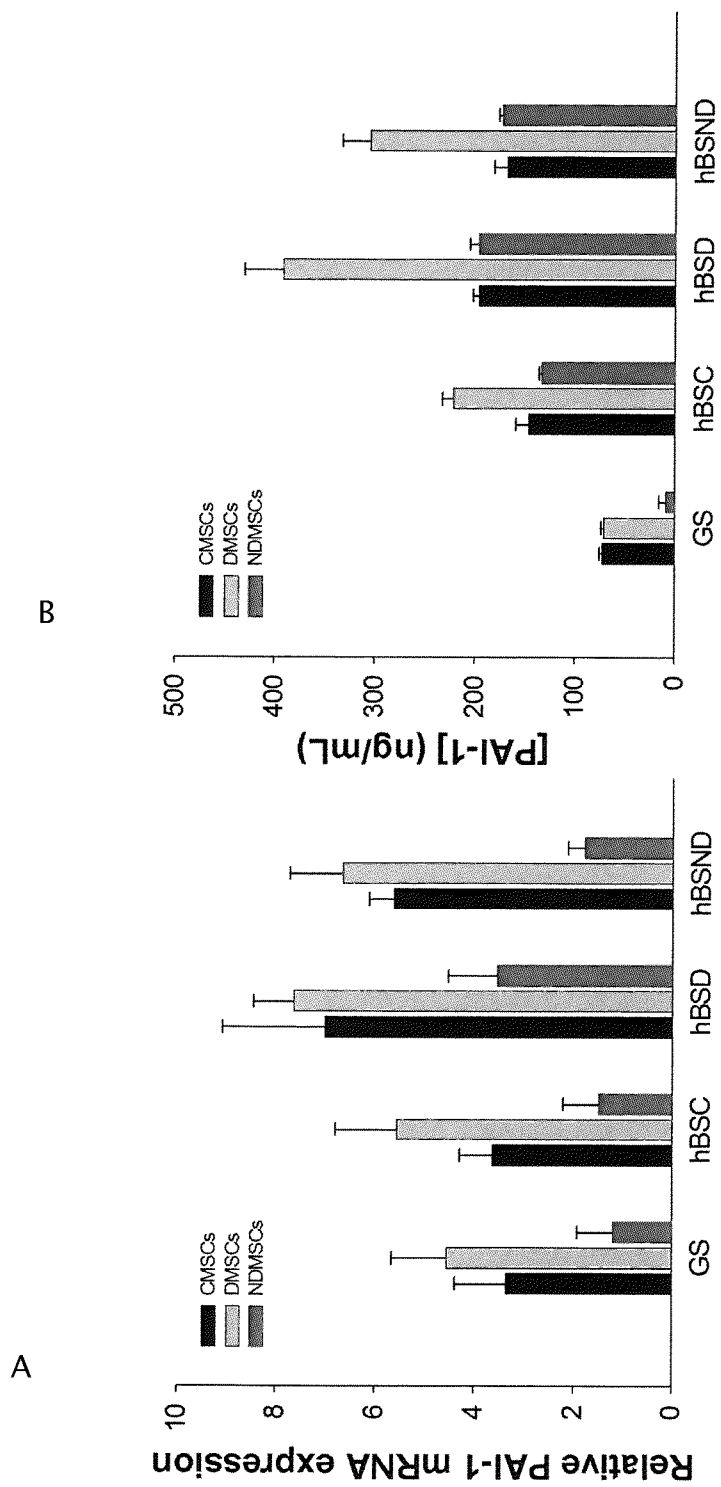 A
Relative PAI-1 mRNA expression
10
8
6
4
2
0
CMSCs
DMSCs
NDMSCs
GS
hBSC
hBSD
hBSND
B
[PAI-1] (ng/mL)
500
400
300
200
100
0
CMSCs
DMSCs
NDMSCs
GS
hBSC
hBSD
hBSND